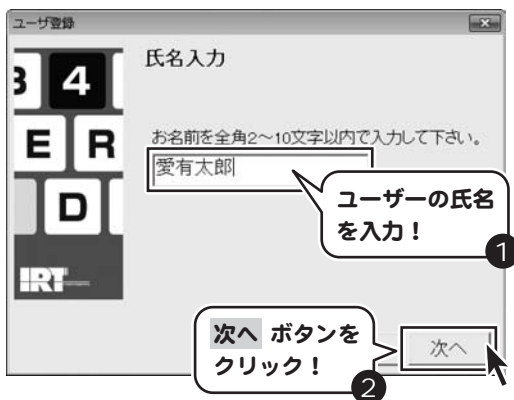 ユーザ登録
氏名入力
3 4
E R
D
IRT
お名前を全角2～10文字以内で入力して下さい。
愛有太郎
ユーザーの氏名
を入力！
1
次へ ボタンを
クリック！
2
次へ